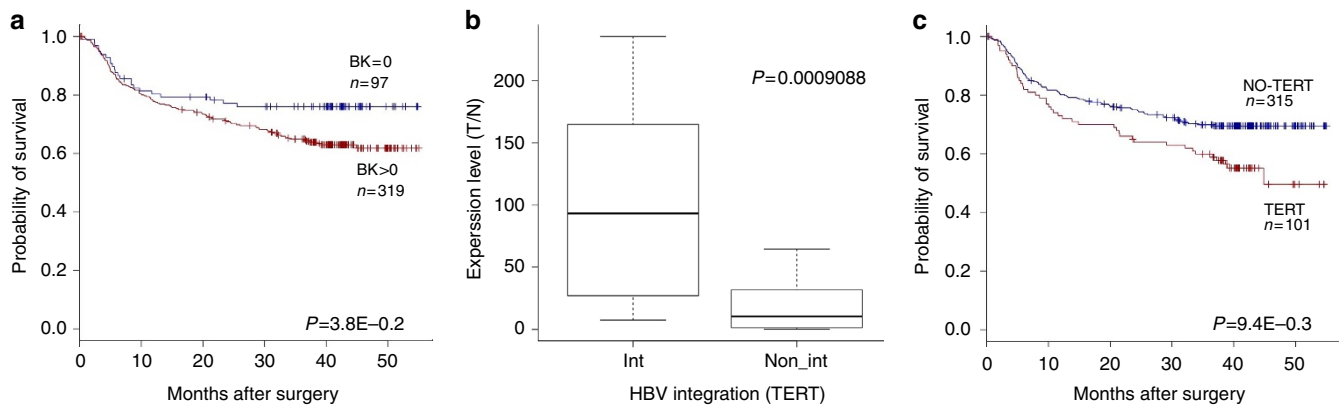 a
Probability of survival
1.0
0.8
0.6
0.4
0.2
0.0
BK=0
n=97
BK>0
n=319
P=3.8E–0.2
0 10 20 30 40 50
Months after surgery
b
Experssion level (T/N)
200
150
100
50
0
P=0.0009088
Int Non_int
HBV integration (TERT)
c
Probability of survival
1.0
0.8
0.6
0.4
0.2
0.0
NO-TERT
n=315
TERT
n=101
P=9.4E–0.3
0 10 20 30 40 50
Months after surgery